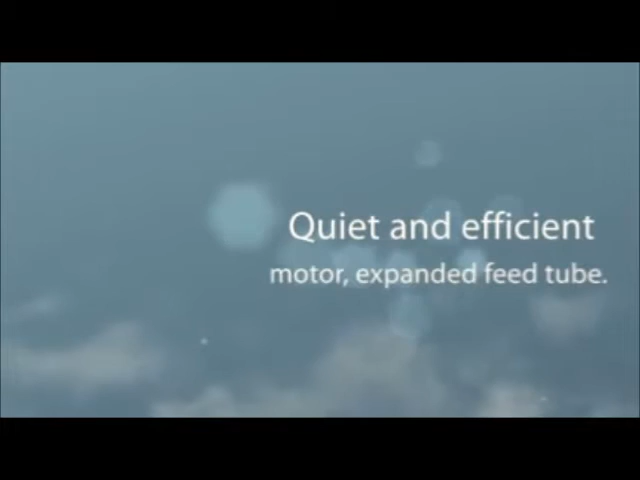 Quiet and efficient
motor, expanded feed tube.